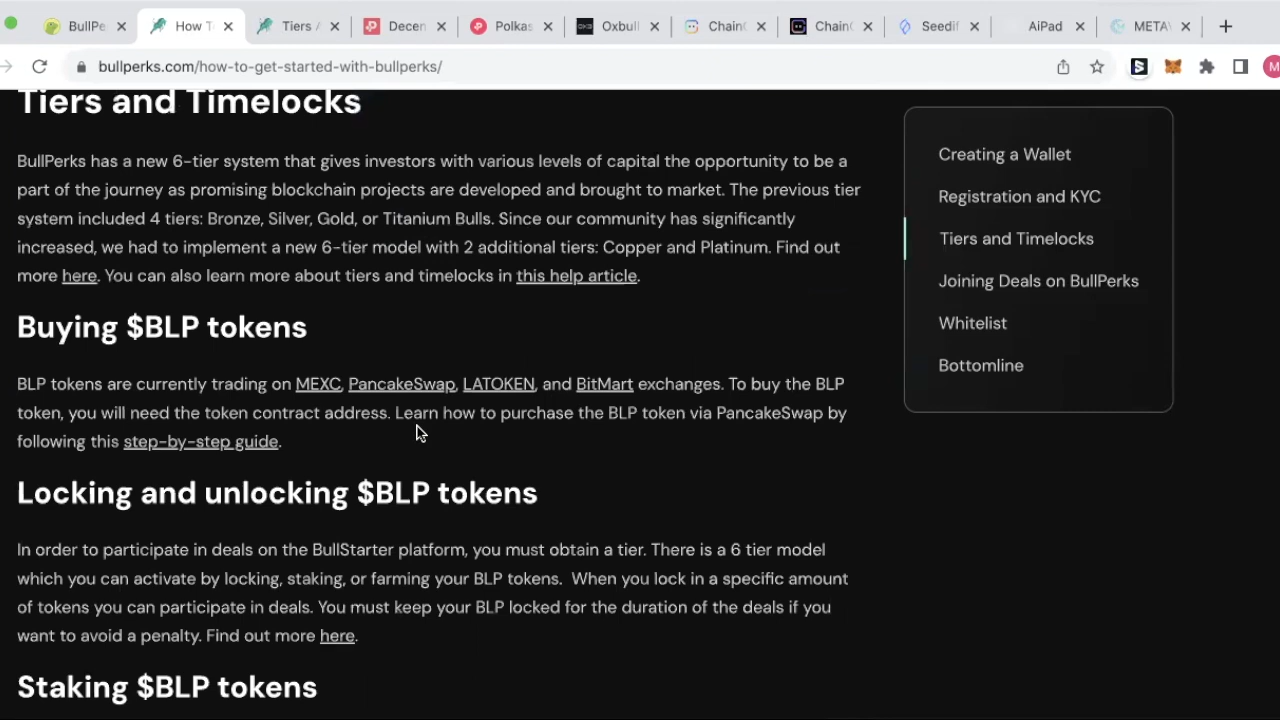 BullPe
How T
Tiers /
Decen
Polkas
Oxbull
Chain
Chain
Seedif
AiPad
META
bullperks.com/how-to-get-started-with-bullperks/
Tiers and Timelocks
BullPerks has a new 6-tier system that gives investors with various levels of capital the opportunity to be a
part of the journey as promising blockchain projects are developed and brought to market. The previous tier
system included 4 tiers: Bronze, Silver, Gold, or Titanium Bulls. Since our community has significantly
increased, we had to implement a new 6-tier model with 2 additional tiers: Copper and Platinum. Find out
more here. You can also learn more about tiers and timelocks in this help article.
Buying $BLP tokens
BLP tokens are currently trading on MEXC, PancakeSwap, LATOKEN, and BitMart exchanges. To buy the BLP
token, you will need the token contract address. Learn how to purchase the BLP token via PancakeSwap by
following this step-by-step guide.
Locking and unlocking $BLP tokens
In order to participate in deals on the BullStarter platform, you must obtain a tier. There is a 6 tier model
which you can activate by locking, staking, or farming your BLP tokens. When you lock in a specific amount
of tokens you can participate in deals. You must keep your BLP locked for the duration of the deals if you
want to avoid a penalty. Find out more here.
Staking $BLP tokens
Creating a Wallet
Registration and KYC
Tiers and Timelocks
Joining Deals on BullPerks
Whitelist
Bottomline